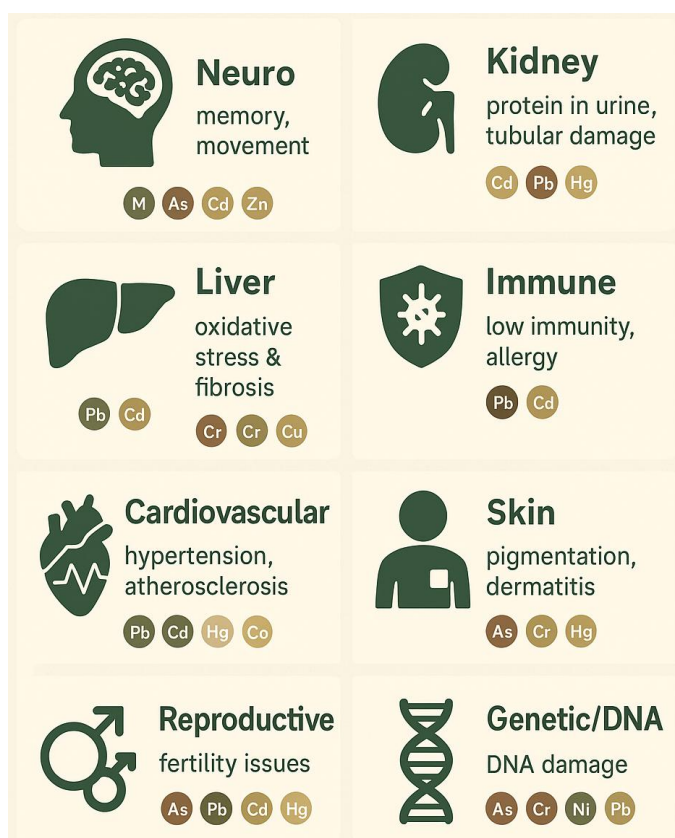 Neuro
memory,
movement
M As Cd Zn
Kidney
protein in urine,
tubular damage
Cd Pb Hg
Liver
oxidative
stress &
fibrosis
Pb Cd
Cr Cr Cu
Immune
low immunity,
allergy
Pb Cd
Cardiovascular
hypertension,
atherosclerosis
Pb Cd Hg Co
Skin
pigmentation,
dermatitis
As Cr Hg
Reproductive
fertility issues
As Pb Cd Hg
Genetic/DNA
DNA damage
As Cr Ni Pb